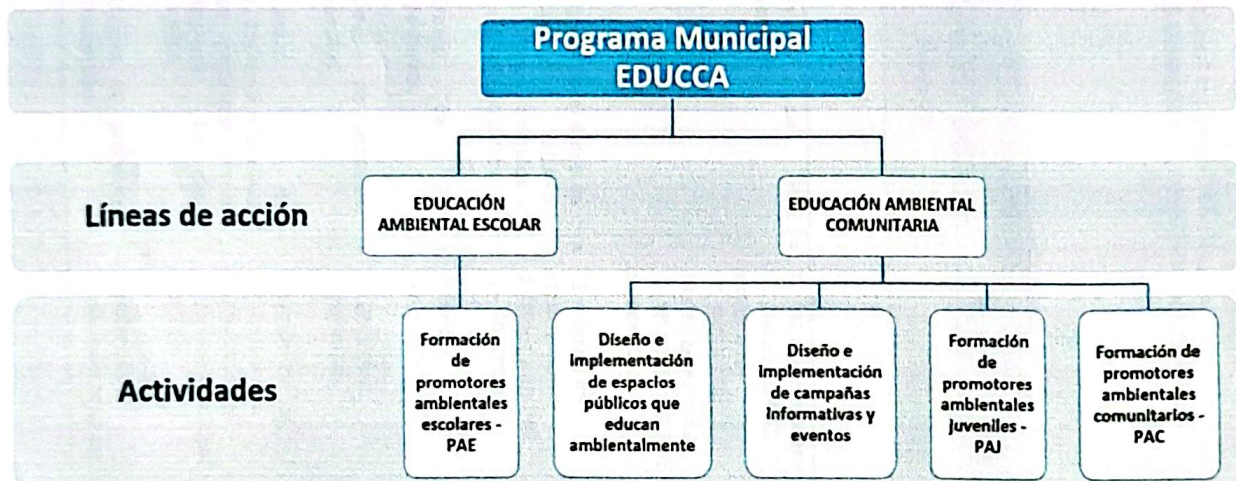 Programa Municipal
EDUCCA
Líneas de acción
EDUCACIÓN
AMBIENTAL ESCOLAR
EDUCACIÓN AMBIENTAL
COMUNITARIA
Actividades
Formación
de
promotores
ambientales
escolares -
PAE
Diseño e
implementación
de espacios
públicos que
educan
ambientalmente
Diseño e
implementación
de campañas
informativas y
eventos
Formación
de
promotores
ambientales
juveniles -
PAJ
Formación de
promotores
ambientales
comunitarios -
PAC